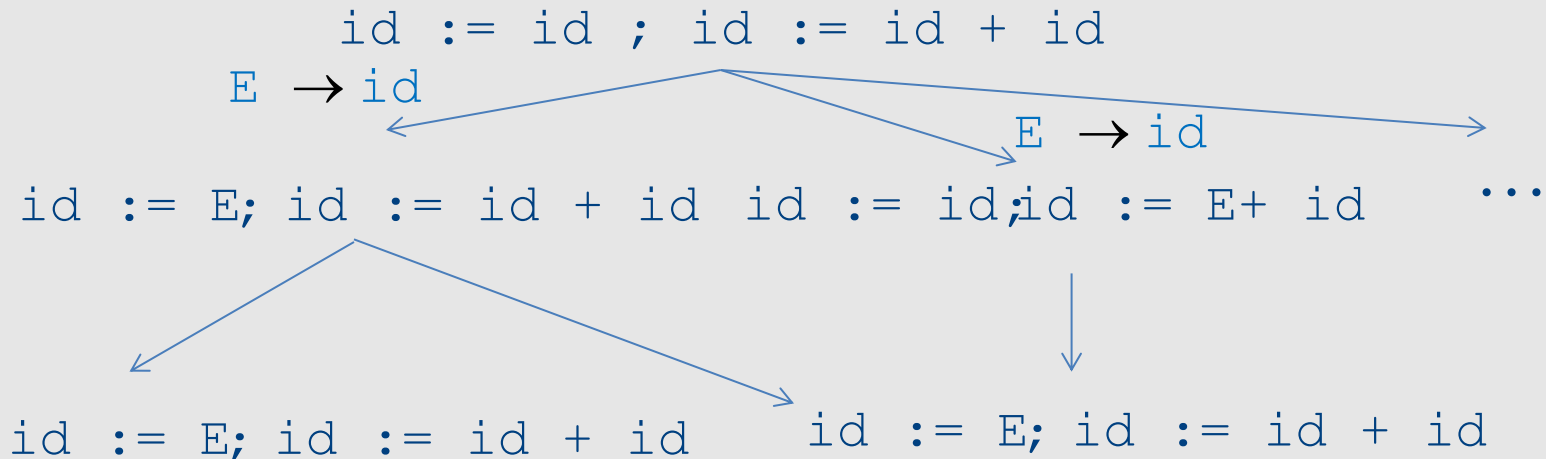 id := id ; id := id + id
E → id
E → id
id := E; id := id + id
id := id;id := E+ id
...
id := E; id := id + id
id := E; id := id + id